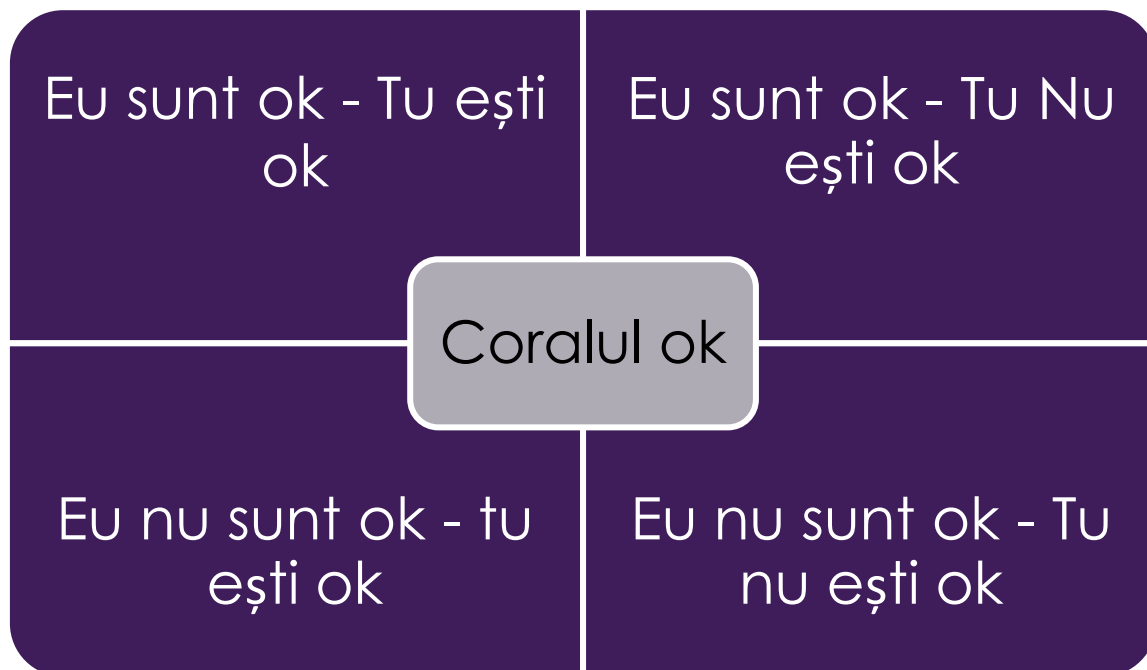 Eu sunt ok - Tu ești
ok
Eu sunt ok - Tu Nu
ești ok
Coralul ok
Eu nu sunt ok - tu
ești ok
Eu nu sunt ok - Tu
nu ești ok